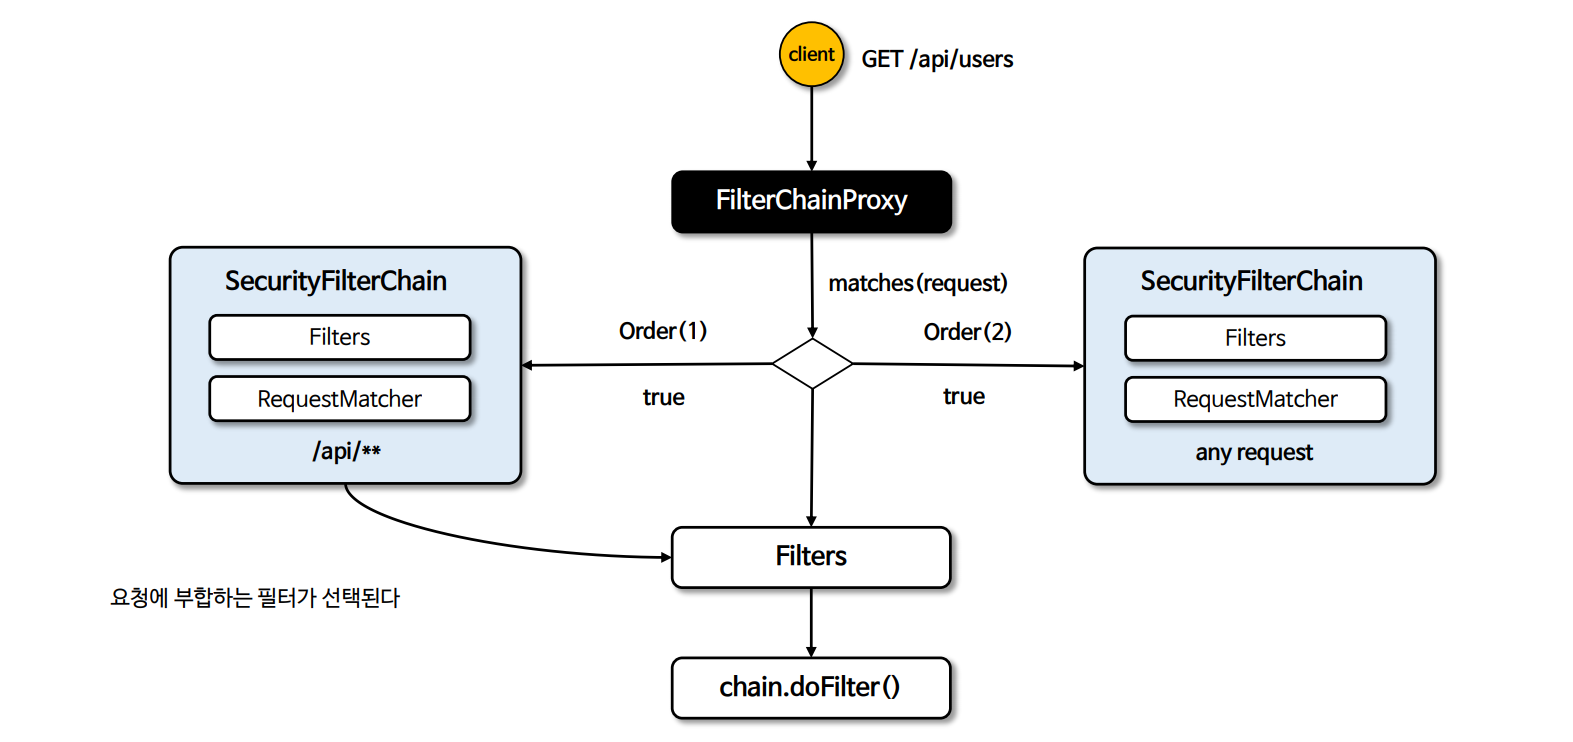 client
GET /api/users
FilterChainProxy
matches(request)
SecurityFilterChain
Filters
RequestMatcher
/api/**
Order(1)
true
Order(2)
true
SecurityFilterChain
Filters
RequestMatcher
any request
Filters
요청에 부합하는 필터가 선택된다
chain.doFilter()